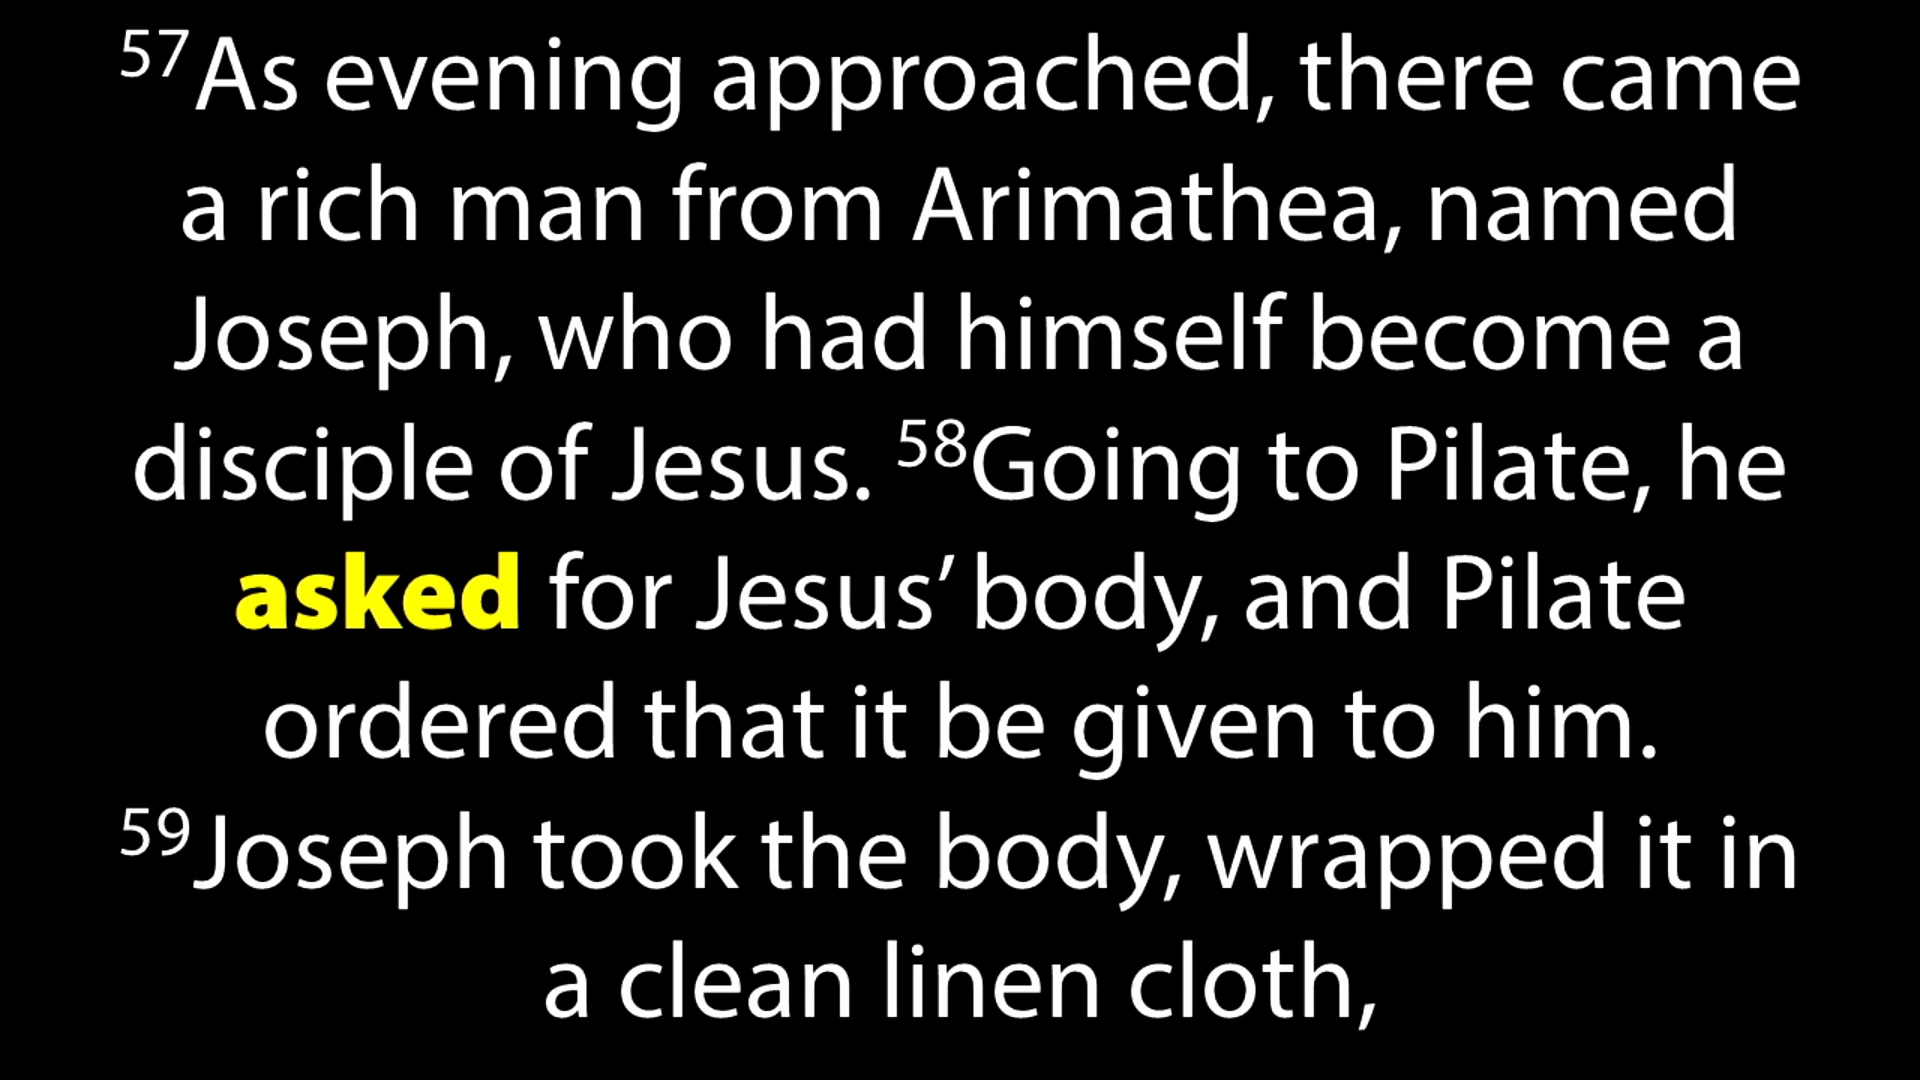 57As evening approached, there came
a rich man from Arimathea, named
Joseph, who had himself become a
disciple of Jesus. 58Going to Pilate, he
asked for Jesus’ body, and Pilate
ordered that it be given to him.
59Joseph took the body, wrapped it in
a clean linen cloth,